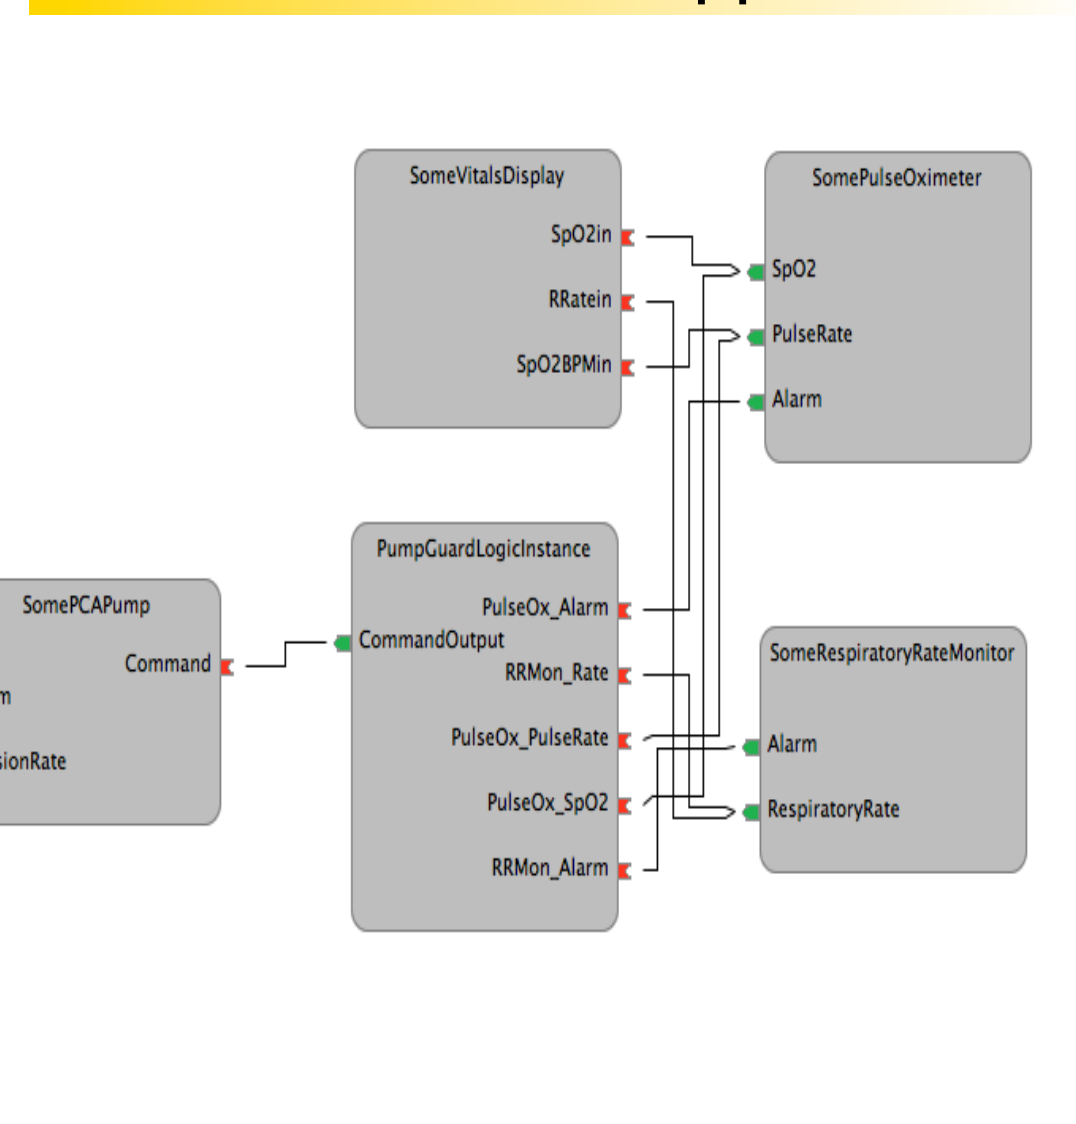 SomeVitalsDisplay
SpO2in
RRatein
SpO2BPMin
SomePulseOximeter
SpO2
PulseRate
Alarm
PumpGuardLogicInstance
PulseOx_Alarm
CommandOutput
RRMon_Rate
PulseOx_PulseRate
PulseOx_SpO2
RRMon_Alarm
SomePCAPump
Command
m
sionRate
SomeRespiratoryRateMonitor
Alarm
RespiratoryRate